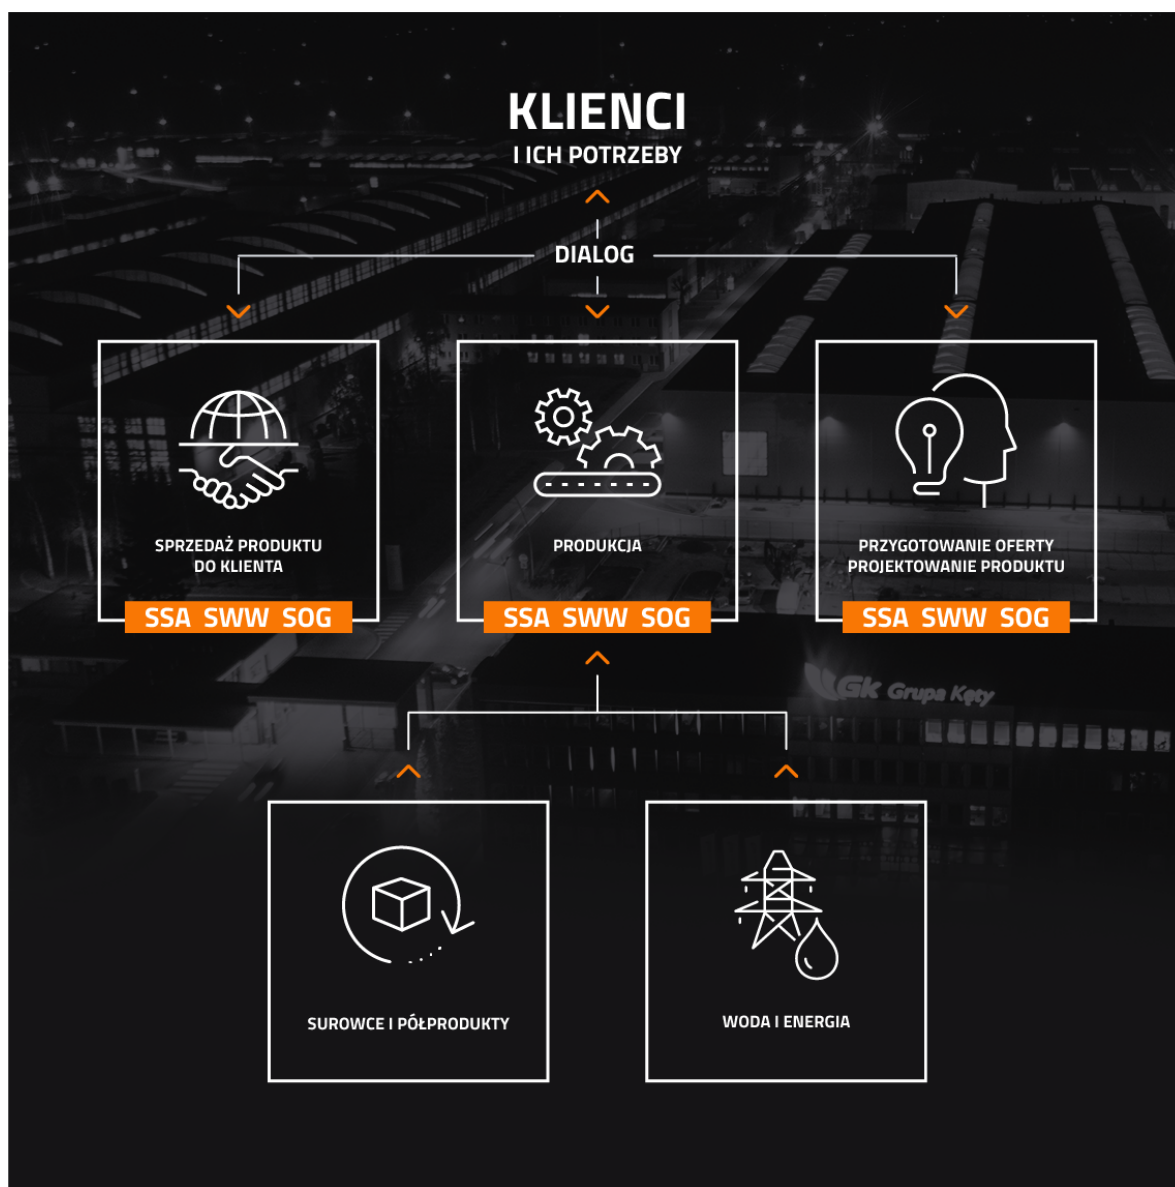 KLIENCI
I ICH POTRZEBY
DIALOG
SPRZEDAŻ PRODUKTU
DO KLIENTA
SSA SWW SOG
PRODUKCJA
SSA SWW SOG
PRZYGOTOWANIE OFERTY
PROJEKTOWANIE PRODUKTU
SSA SWW SOG
GK Grupa Kęty
SUROWCE I PÓŁPRODUKTY
WODA I ENERGIA